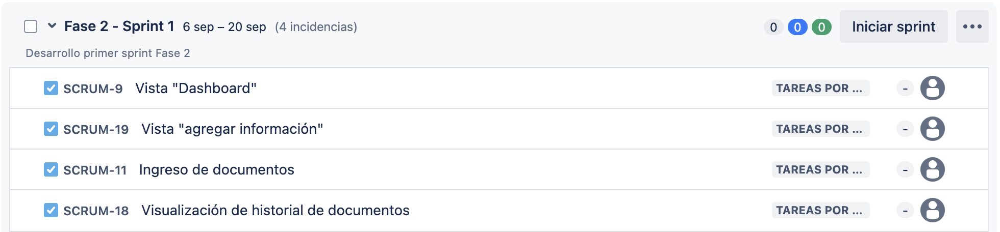 Fase 2 - Sprint 1 6 sep – 20 sep (4 incidencias) 0 0 0 Iniciar sprint
Desarrollo primer sprint Fase 2
SCRUM-9 Vista "Dashboard" TAREAS POR ... -
SCRUM-19 Vista "agregar información" TAREAS POR ... -
SCRUM-11 Ingreso de documentos TAREAS POR ... -
SCRUM-18 Visualización de historial de documentos TAREAS POR ... -